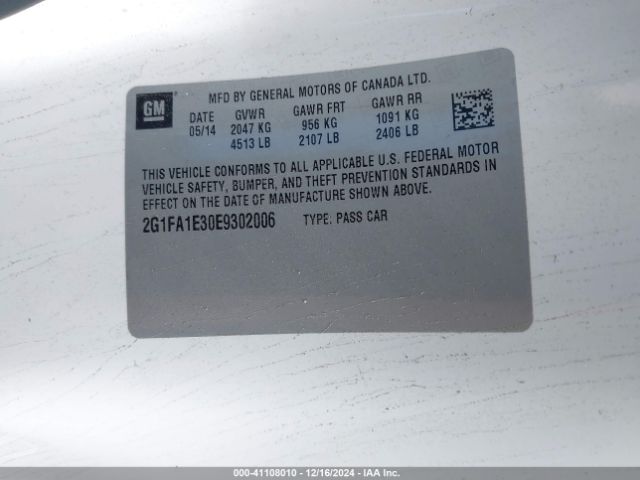 GM
MFD BY GENERAL MOTORS OF CANADA LTD.
DATE GVWR GAWR FRT GAWR RR
05/14 2047 KG 956 KG 1091 KG
4513 LB 2107 LB 2406 LB
THIS VEHICLE CONFORMS TO ALL APPLICABLE U.S. FEDERAL MOTOR
VEHICLE SAFETY, BUMPER, AND THEFT PREVENTION STANDARDS IN
EFFECT ON THE DATE OF MANUFACTURE SHOWN ABOVE.
2G1FA1E30E9302006 TYPE: PASS CAR
000-41108010 - 12/16/2024 - IAAI.com